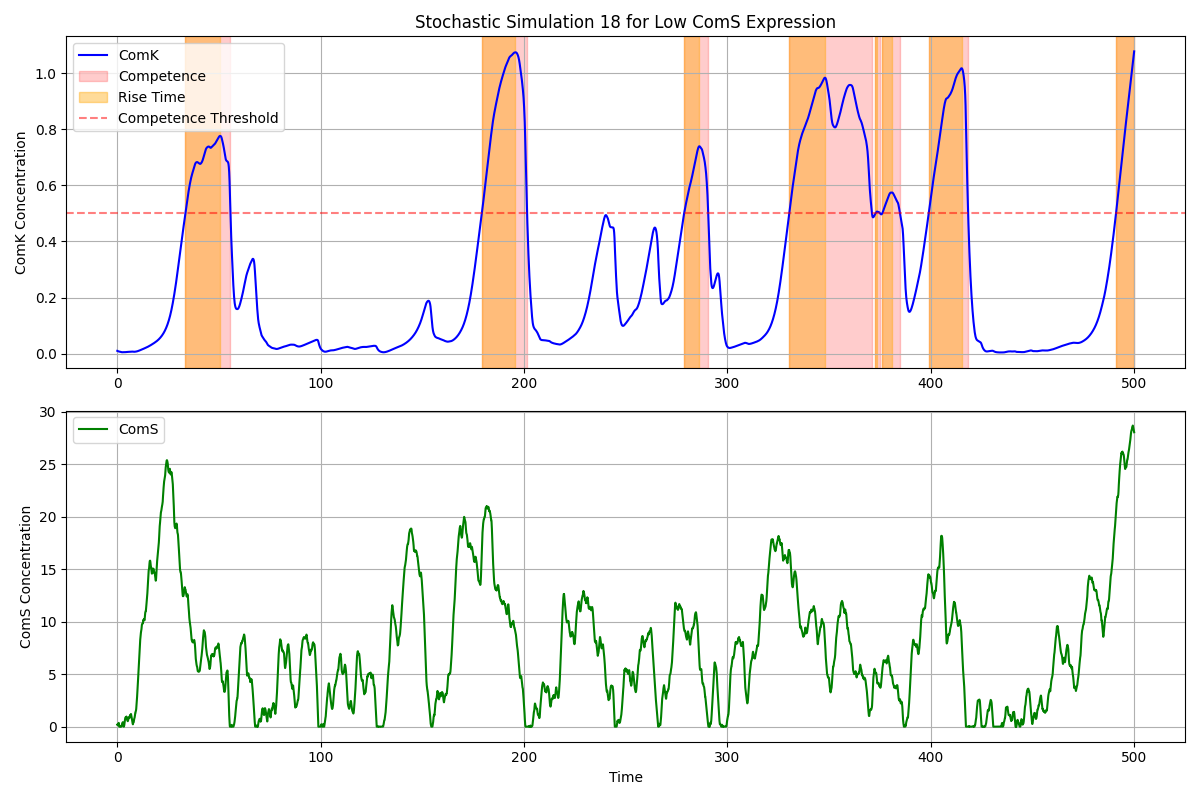 Stochastic Simulation 18 for Low ComS Expression
ComK Concentration
1.0
0.8
0.6
0.4
0.2
0.0
ComK
Competence
Rise Time
Competence Threshold
0 100 200 300 400 500
ComS Concentration
30
25
20
15
10
5
0
ComS
0 100 200 300 400 500
Time